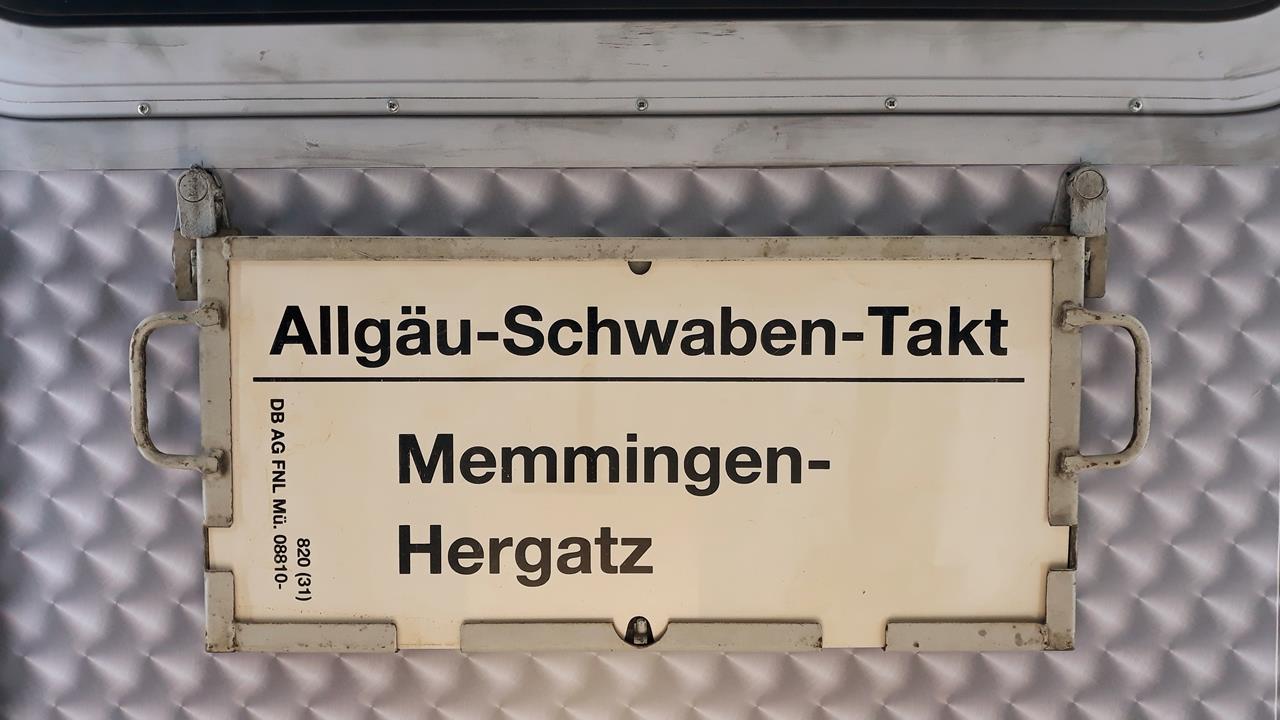 Allgäu-Schwaben-Takt
Memmingen-
Hergatz
DB AG FNL Mü. 08810-
820 (31)